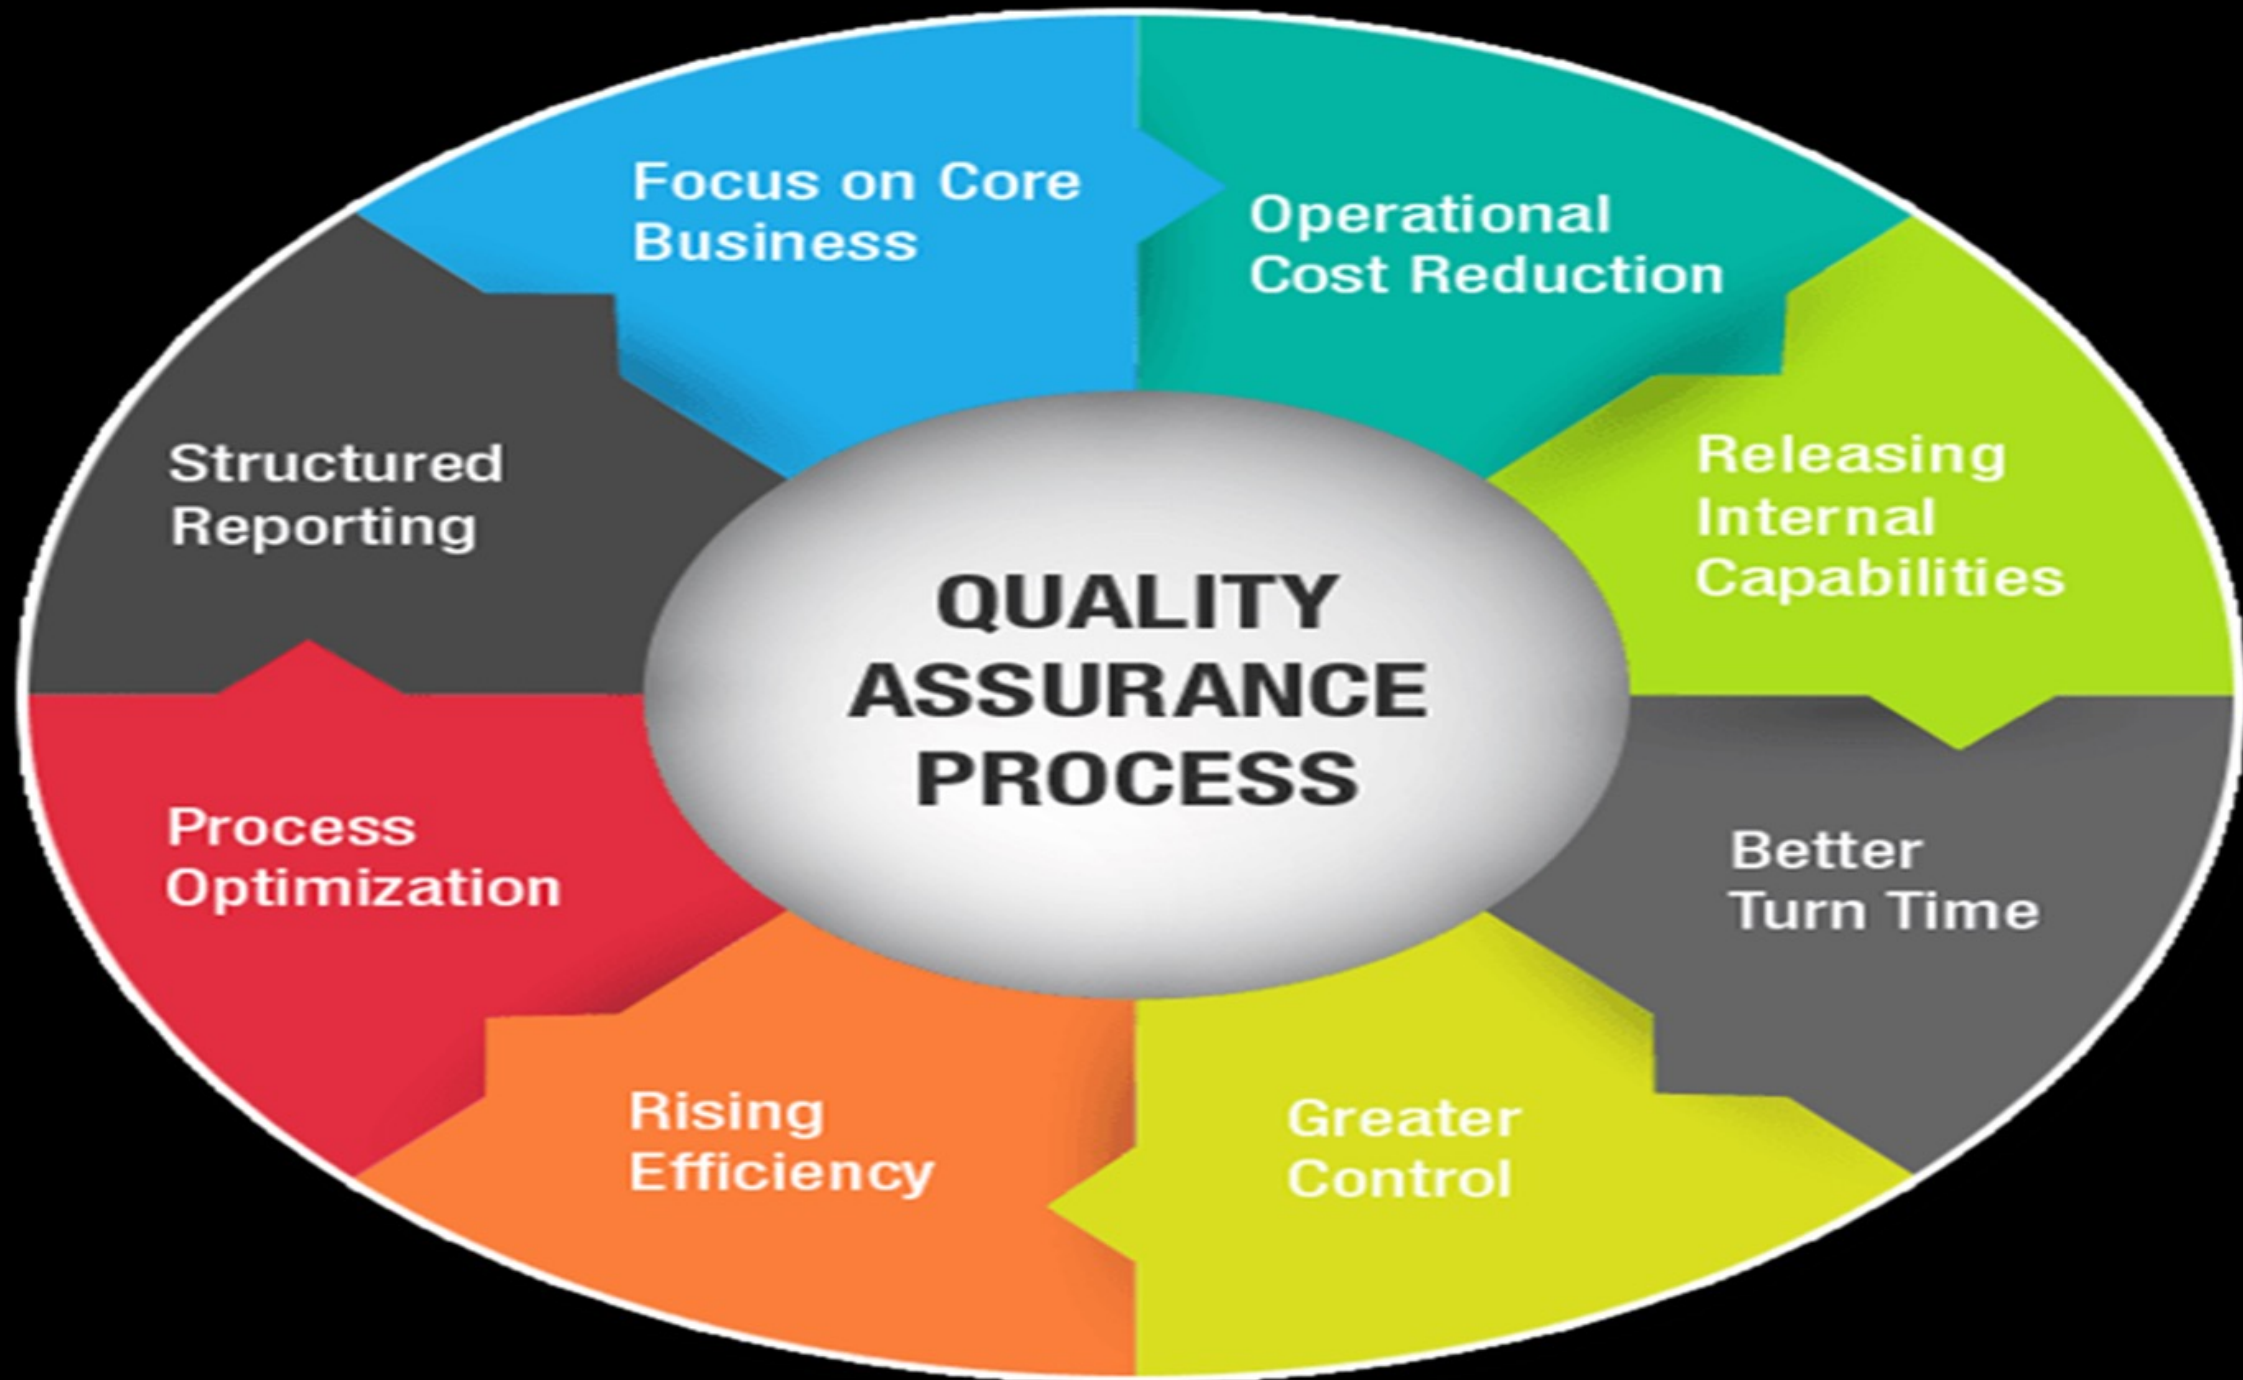 Focus on Core
Business
Operational
Cost Reduction
Releasing
Internal
Capabilities
Better
Turn Time
Greater
Control
Rising
Efficiency
Process
Optimization
Structured
Reporting
QUALITY
ASSURANCE
PROCESS